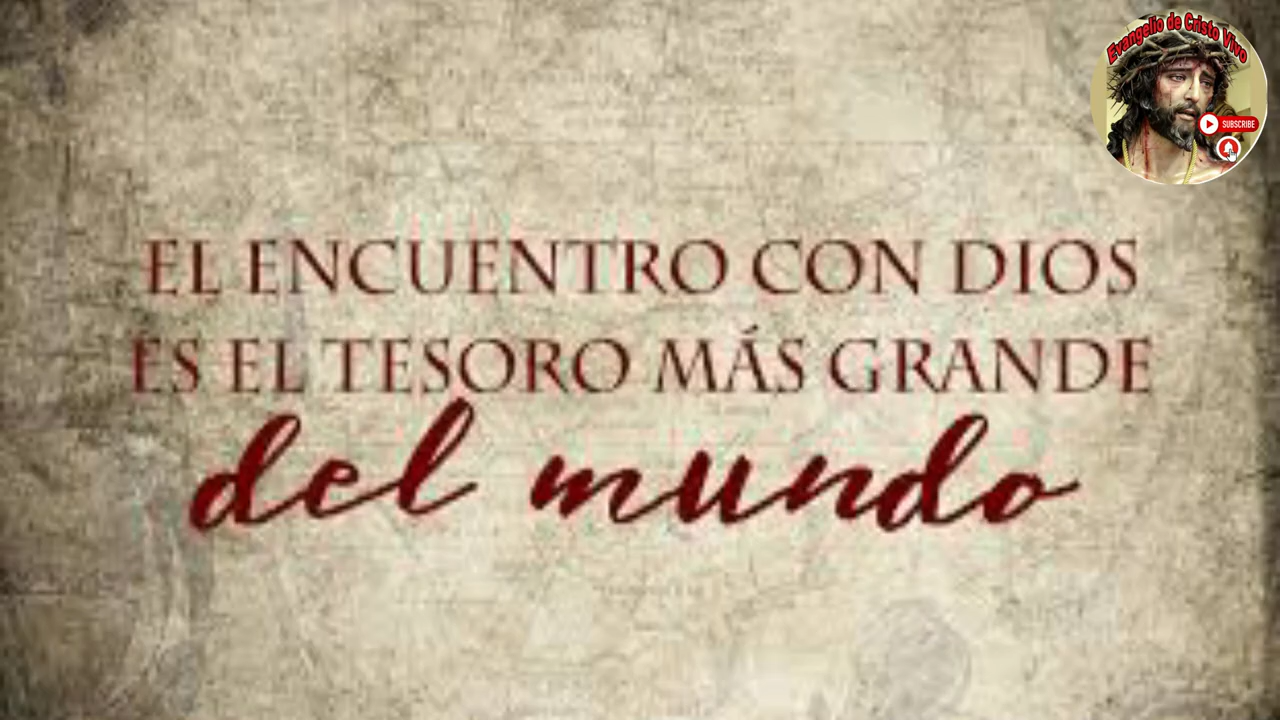 Evangelio de Cristo Vivo
SUBSCRIBE
EL ENCUENTRO CON DIOS
ES EL TESORO MÁS GRANDE
del mundo